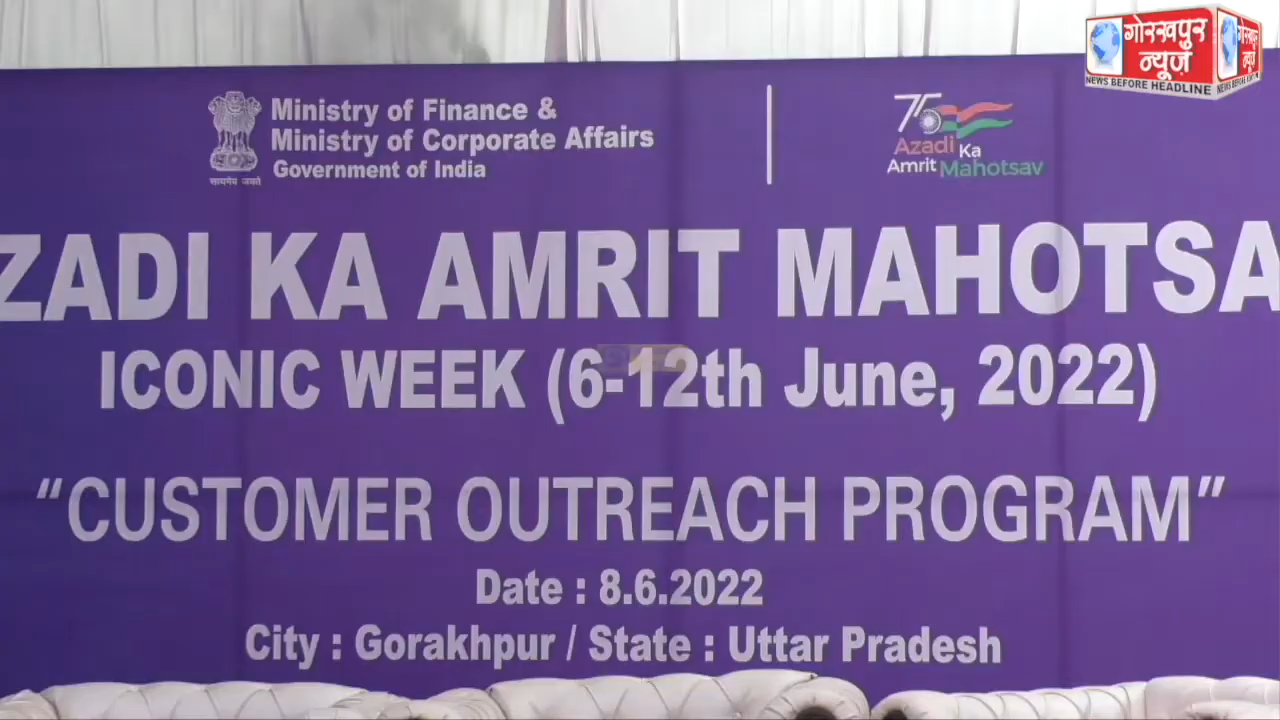 गोरखपुर
न्यूज़
NEWS BEFORE HEADLINE
गोरखपुर
न्यूज़
Ministry of Finance &
Ministry of Corporate Affairs
Government of India
सत्यमेव जयते
75
Azadi Ka
Amrit Mahotsav
ZADI KA AMRIT MAHOTSA
ICONIC WEEK (6-12th June, 2022)
“CUSTOMER OUTREACH PROGRAM”
Date : 8.6.2022
City : Gorakhpur / State : Uttar Pradesh